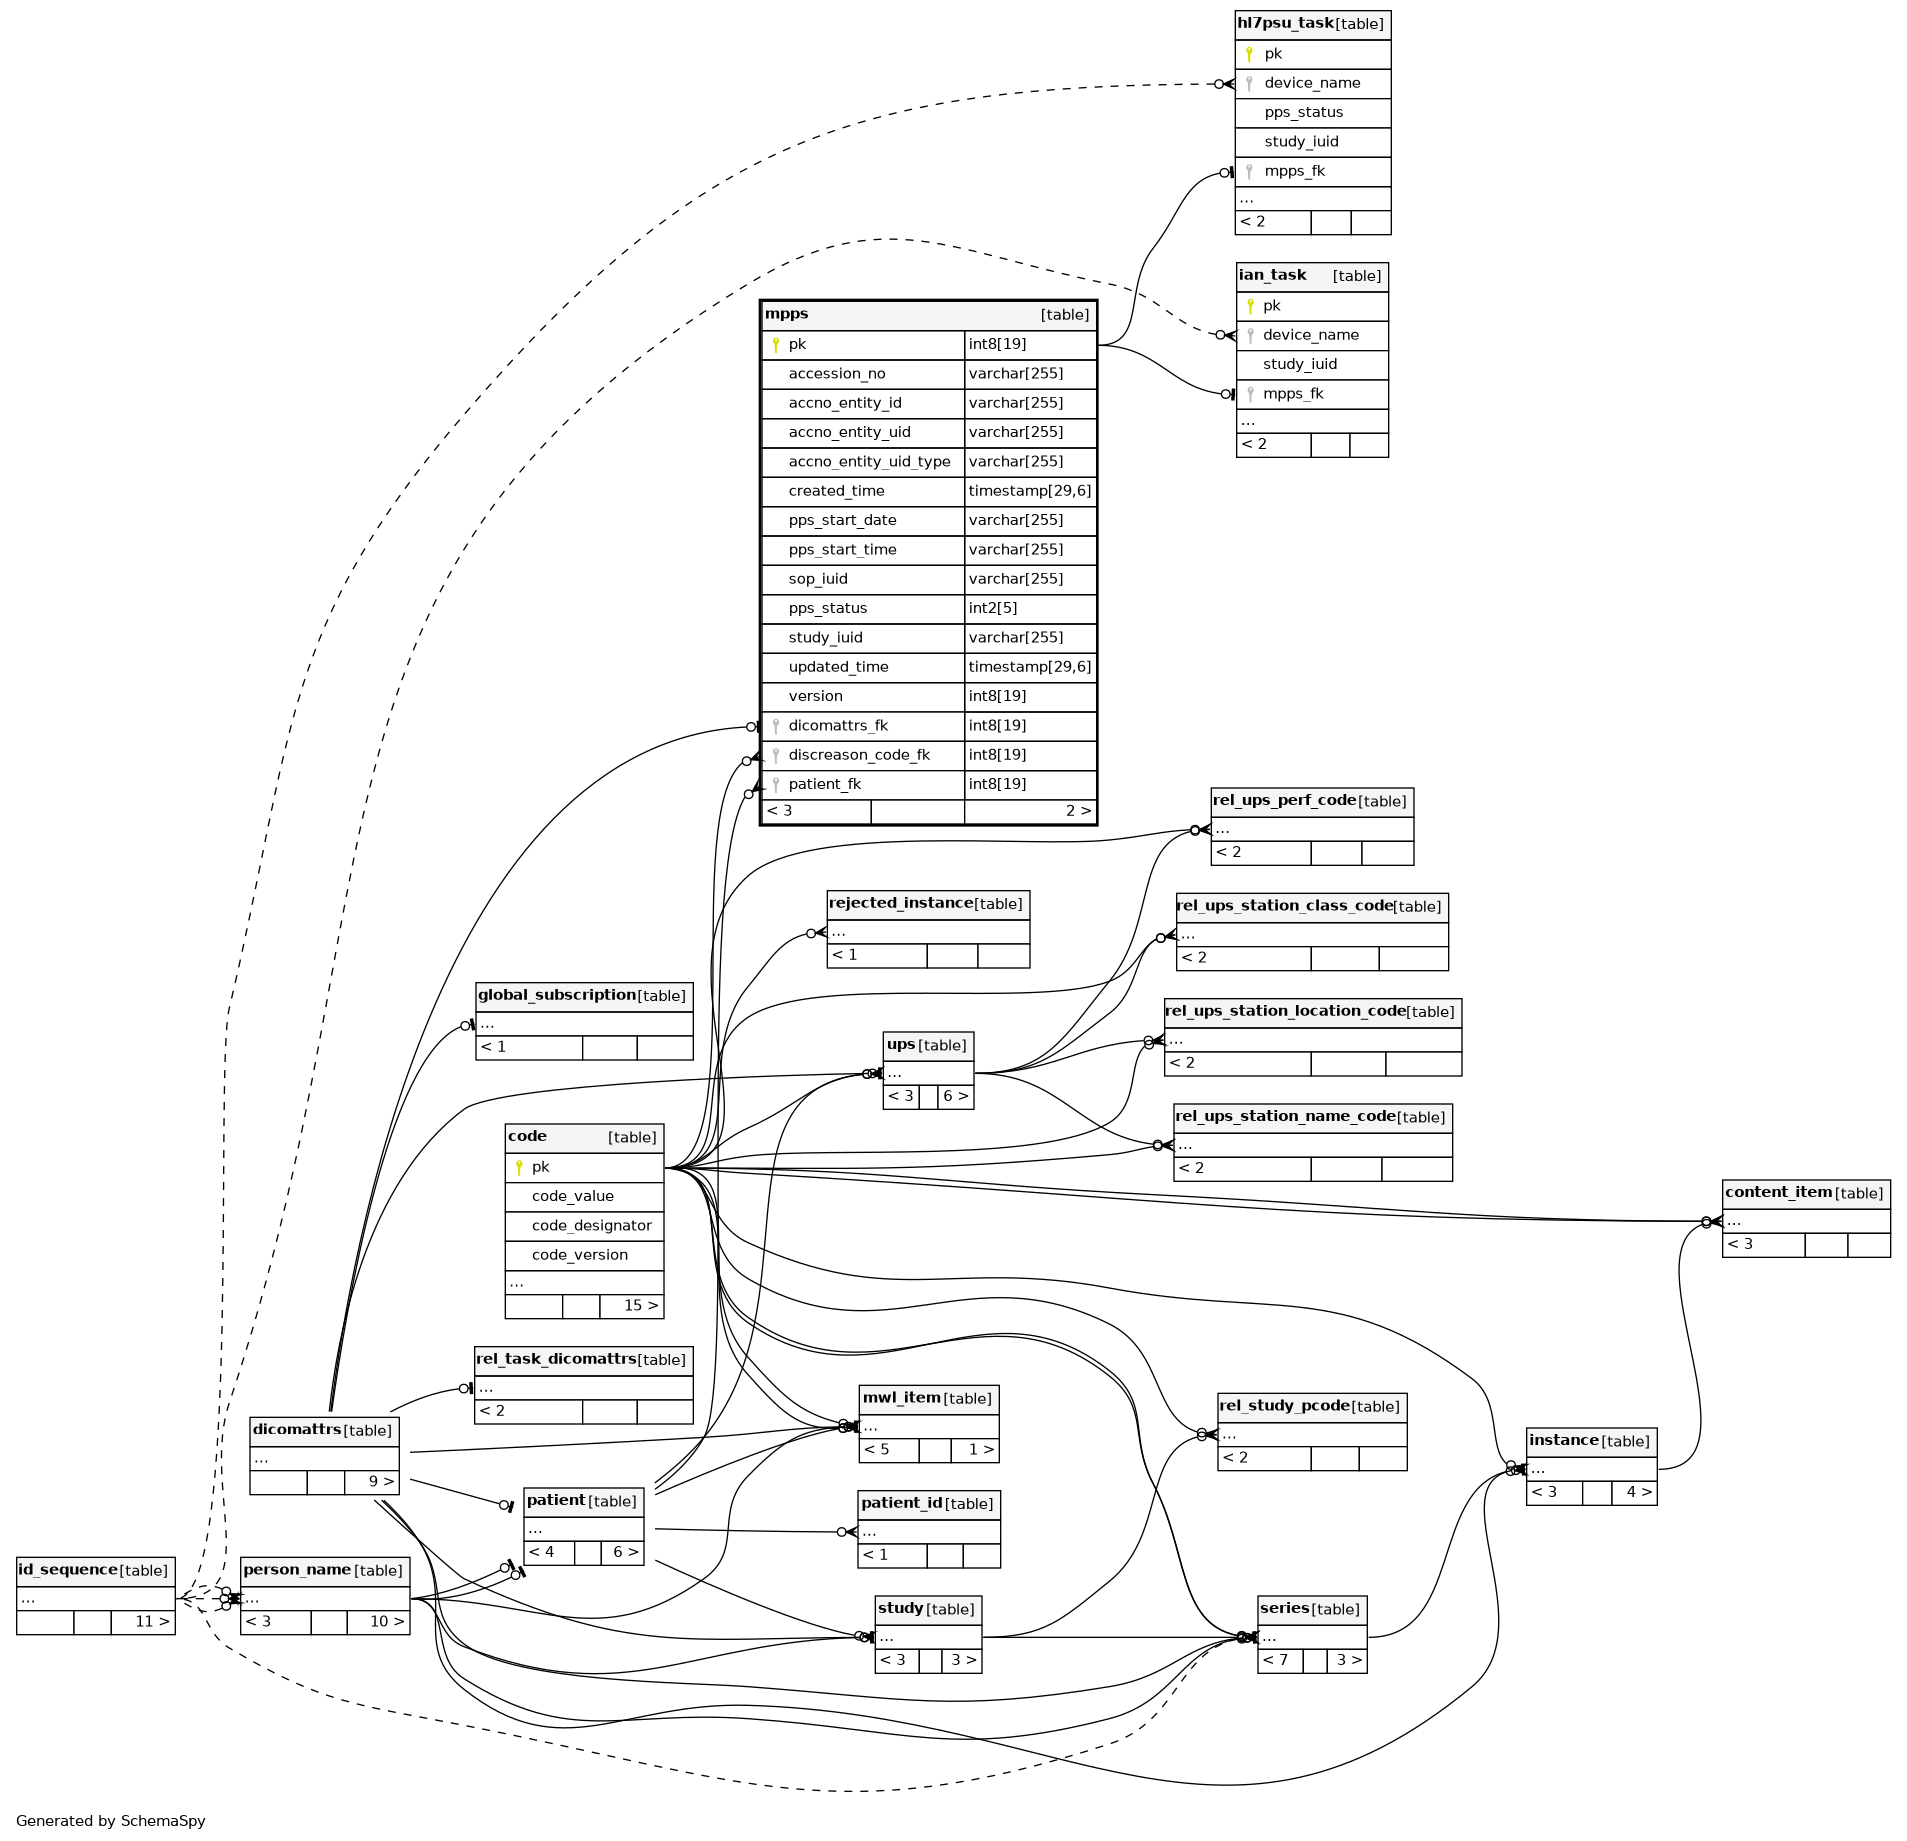 hl7psu_task [table]
pk
device_name
pps_status
study_iuid
mpps_fk
...
< 2
ian_task [table]
pk
device_name
study_iuid
mpps_fk
...
< 2
mpps [table]
pk int8[19]
accession_no varchar[255]
accno_entity_id varchar[255]
accno_entity_uid varchar[255]
accno_entity_uid_type varchar[255]
created_time timestamp[29,6]
pps_start_date varchar[255]
pps_start_time varchar[255]
sop_iuid varchar[255]
pps_status int2[5]
study_iuid varchar[255]
updated_time timestamp[29,6]
version int8[19]
dicomattrs_fk int8[19]
discreason_code_fk int8[19]
patient_fk int8[19]
< 3 2 >
rel_ups_perf_code [table]
...
< 2
rejected_instance [table]
...
< 1
rel_ups_station_class_code [table]
...
< 2
global_subscription [table]
...
< 1
rel_ups_station_location_code [table]
...
< 2
ups [table]
...
< 3 6 >
rel_ups_station_name_code [table]
...
< 2
code [table]
pk
code_value
code_designator
code_version
...
15 >
content_item [table]
...
< 3
rel_task_dicomattrs [table]
...
< 2
mwl_item [table]
...
< 5 1 >
rel_study_pcode [table]
...
< 2
dicomattrs [table]
...
9 >
instance [table]
...
< 3 4 >
patient [table]
...
< 4 6 >
patient_id [table]
...
< 1
id_sequence [table]
...
11 >
person_name [table]
...
< 3 10 >
study [table]
...
< 3 3 >
series [table]
...
< 7 3 >
Generated by SchemaSpy